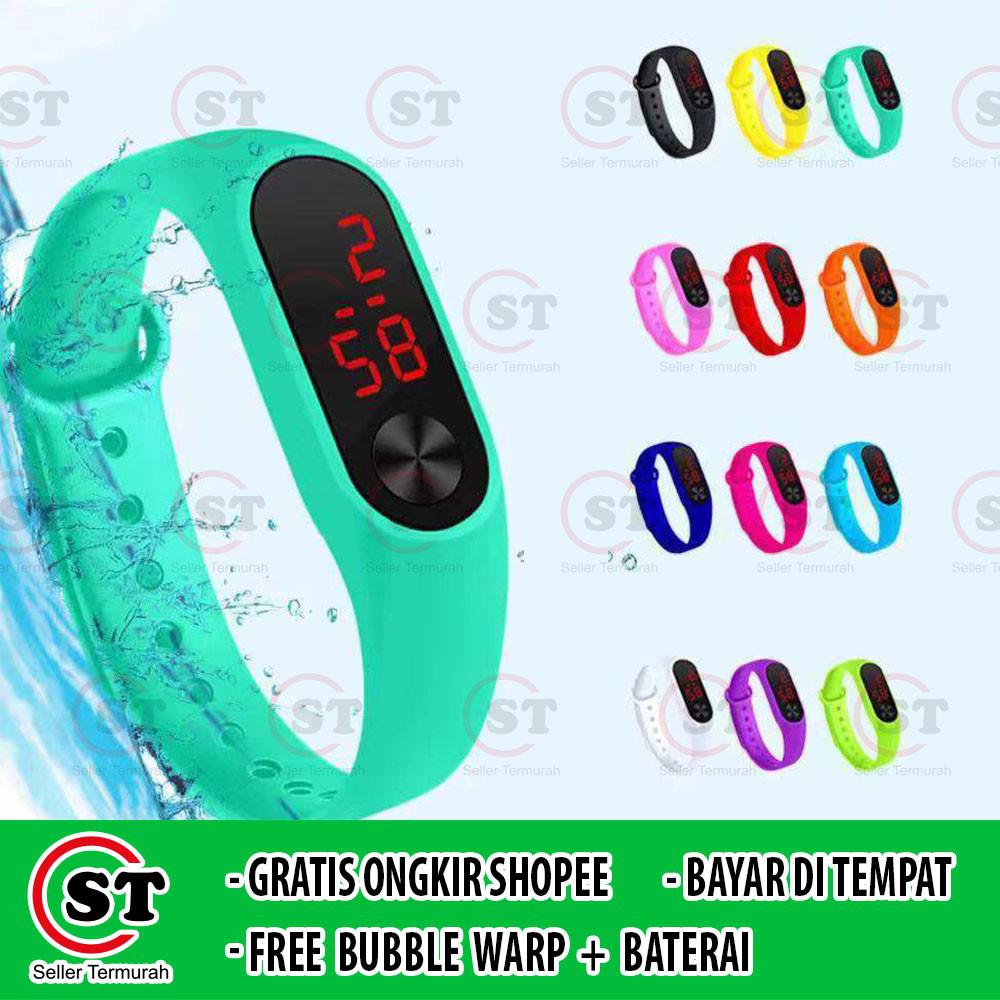 2
:
58
ST
Seller Termurah
- GRATIS ONGKIR SHOPEE - BAYAR DI TEMPAT
- FREE BUBBLE WARP + BATERAI